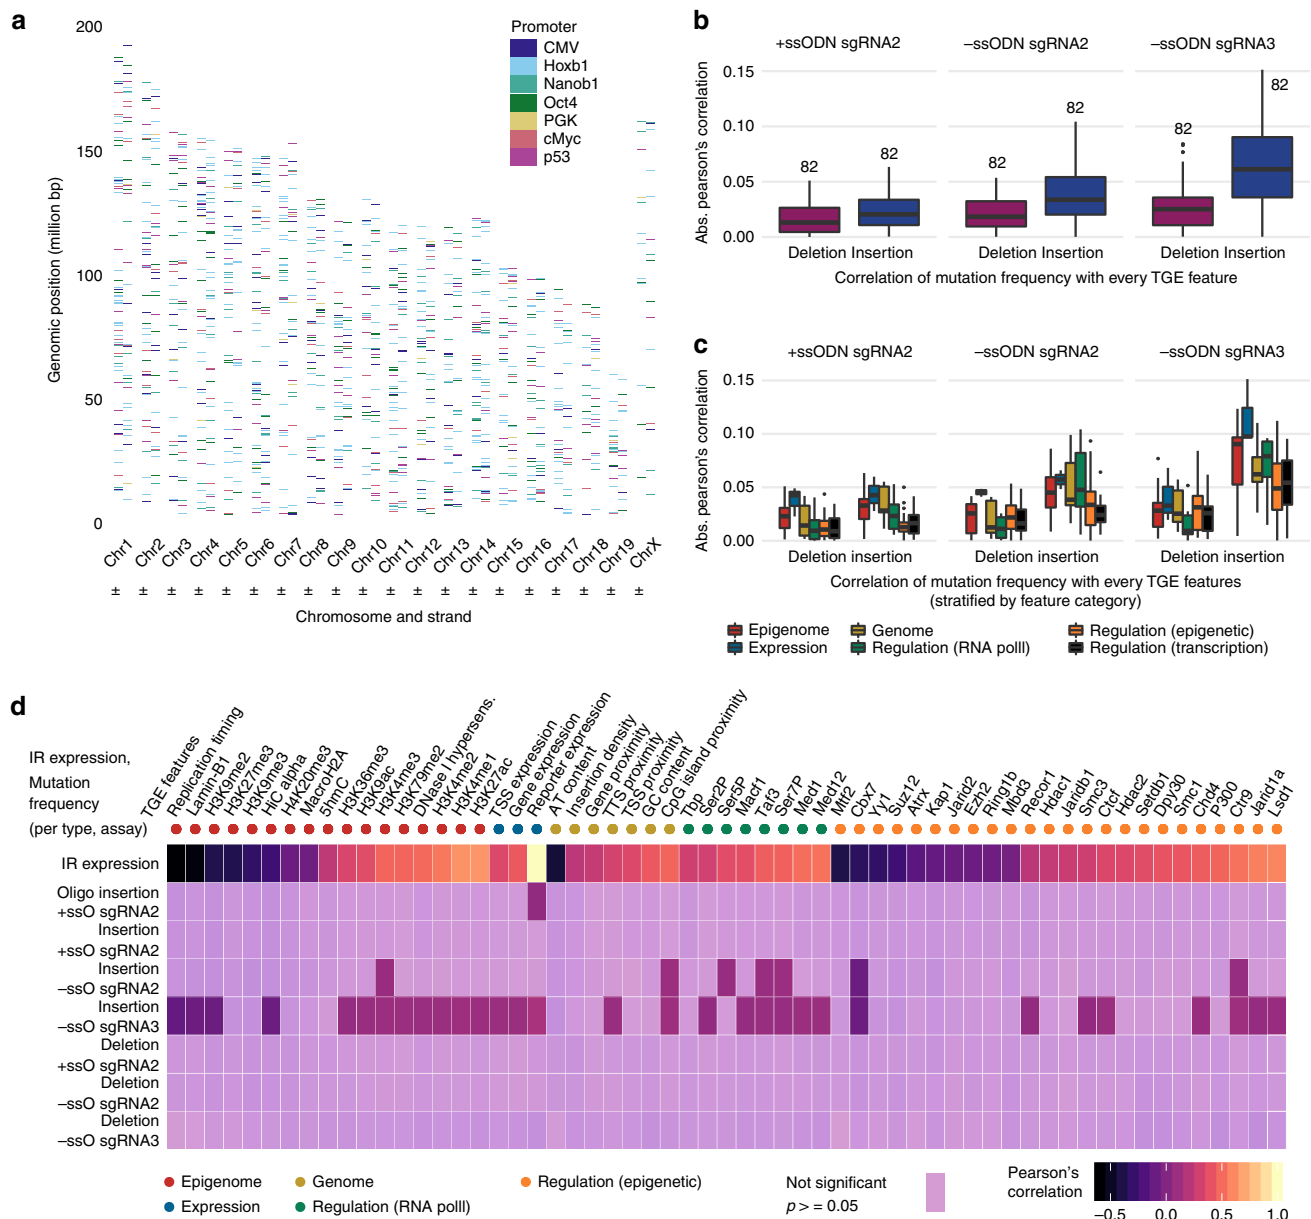 a
200
150
100
50
0
Genomic position (million bp)
Promoter
CMV
Hoxb1
Nanob1
Oct4
PGK
cMyc
p53
Chr1
Chr2
Chr3
Chr4
Chr5
Chr6
Chr7
Chr8
Chr9
Chr10
Chr11
Chr12
Chr13
Chr14
Chr15
Chr16
Chr17
Chr18
Chr19
ChrX
± ± ± ± ± ± ± ± ± ± ± ± ± ± ± ± ± ± ± ±
Chromosome and strand
b
+ssODN sgRNA2
−ssODN sgRNA2
−ssODN sgRNA3
0.15
0.10
0.05
0.00
Abs. pearson's correlation
82
82
82
82
82
82
Deletion Insertion
Deletion Insertion
Deletion Insertion
Correlation of mutation frequency with every TGE feature
c
+ssODN sgRNA2
−ssODN sgRNA2
−ssODN sgRNA3
0.15
0.10
0.05
0.00
Abs. pearson's correlation
Deletion insertion
Deletion insertion
Deletion insertion
Correlation of mutation frequency with every TGE features
(stratified by feature category)
Epigenome
Genome
Regulation (epigenetic)
Expression
Regulation (RNA polII)
Regulation (transcription)
d
IR expression,
Mutation
frequency
(per type, assay)
TGE features
Replication timing
Lamin-B1
H3K9me2
H3K27me3
H3K9me3
HiC alpha
H4K20me3
MacroH2A
5hmC
H3K36me3
H3K9ac
H3K4me3
H3K79me2
DNase I hypersens.
H3K4me2
H3K4me1
H3K27ac
TSS expression
Gene expression
Reporter expression
AT content
Insertion density
Gene proximity
TTS proximity
TSS proximity
GC content
CpG island proximity
Tbp
Ser2P
Ser5P
Mad1
Taf3
Ser7P
Med1
Med12
Mtf2
Cbx7
Yy1
Suz12
Atrx
Kap1
Jarid2
Ezh2
Ring1b
Mbd3
Recor1
Hdac1
Jaridb1
Smc3
Ctcf
Hdac2
Setdb1
Dpy30
Smc1
Chd4
P300
Ctr9
Jarid1a
Lsd1
IR expression
Oligo insertion
+ssO sgRNA2
Insertion
+ssO sgRNA2
Insertion
−ssO sgRNA2
Insertion
−ssO sgRNA3
Deletion
+ssO sgRNA2
Deletion
−ssO sgRNA2
Deletion
−ssO sgRNA3
Epigenome
Genome
Regulation (epigenetic)
Expression
Regulation (RNA polII)
Not significant
p > = 0.05
Pearson's
correlation
−0.5 0.0 0.5 1.0